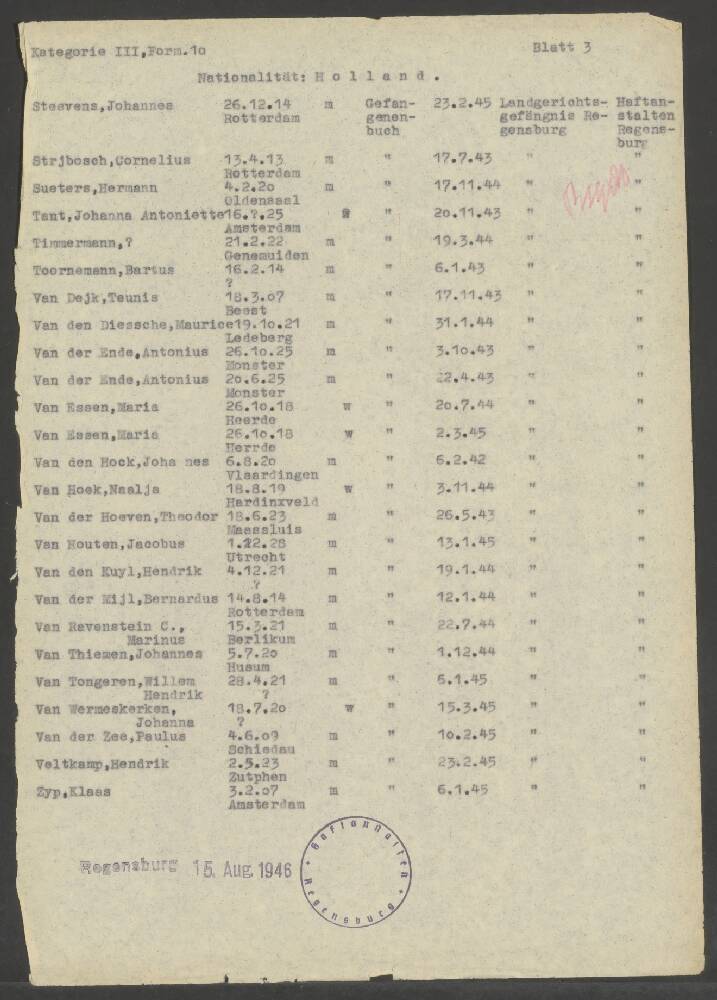 Kategorie III,Form.1o Blatt 3
Nationalität: H o l l a n d .
Steevens,Johannes 26.12.14 m Gefan- 23.2.45 Landgerichts- Haftan-
Rotterdam genen- gefängnis Re- stalten
buch gensburg Regens-
burg
Strjbosch,Cornelius 13.4.13 m " 17.7.43 " "
Rotterdam
Sueters,Hermann 4.2.2o m " 17.11.44 " "
Oldensaal
Tant,Johanna Antoniette16.?.25 " 2o.11.43 " "
Amsterdam
Timmermann,? 21.2.22 m " 19.3.44 " "
Genemuiden
Toornemann,Bartus 16.2.14 m " 6.1.43 " "
?
Van Dejk,Teunis 18.3.o7 m " 17.11.43 " "
Beest
Van den Diessche,Maurice19.1o.21 m " 31.1.44 " "
Ledeberg
Van der Ende,Antonius 26.1o.25 m " 3.1o.43 " "
Monster
Van der Ende,Antonius 2o.6.25 m " 22.4.43 " "
Monster
Van Essen,Maria 26.1o.18 w " 2o.7.44 " "
Heerde
Van Essen,Maria 26.1o.18 w " 2.3.45 " "
Herrde
Van den Hock,Joha nes 6.8.2o m " 6.2.42 " "
Vlaardingen
Van Hoek,Naalja 18.8.19 w " 3.11.44 " "
Hardinxveld
Van der Hoeven,Theodor 18.6.23 m " 26.5.43 " "
Maassluis
Van Houten,Jacobus 1.12.28 m " 13.1.45 " "
Utrecht
Van den Kuyl,Hendrik 4.12.21 m " 19.1.44 " "
?
Van der Mijl,Bernardus 14.8.14 m " 12.1.44 " "
Rotterdam
Van Ravenstein C., 15.3.21 m " 22.7.44 " "
Marinus Berlikum
Van Thiemen,Johannes 5.7.2o m " 1.12.44 " "
Husum
Van Tongeren,Willem 28.4.21 m " 6.1.45 " "
Hendrik ?
Van Wermeskerken, 18.7.2o w " 15.3.45 " "
Johanna ?
Van der Zee,Paulus 4.6.o9 m " 1o.2.45 " "
Schiedau
Veltkamp,Hendrik 2.5.23 m " 23.2.45 " "
Zutphen
Zyp,Klaas 3.2.o7 m " 6.1.45 " "
Amsterdam
Regensburg 15. Aug. 1946
Haftanstalten
Regensburg